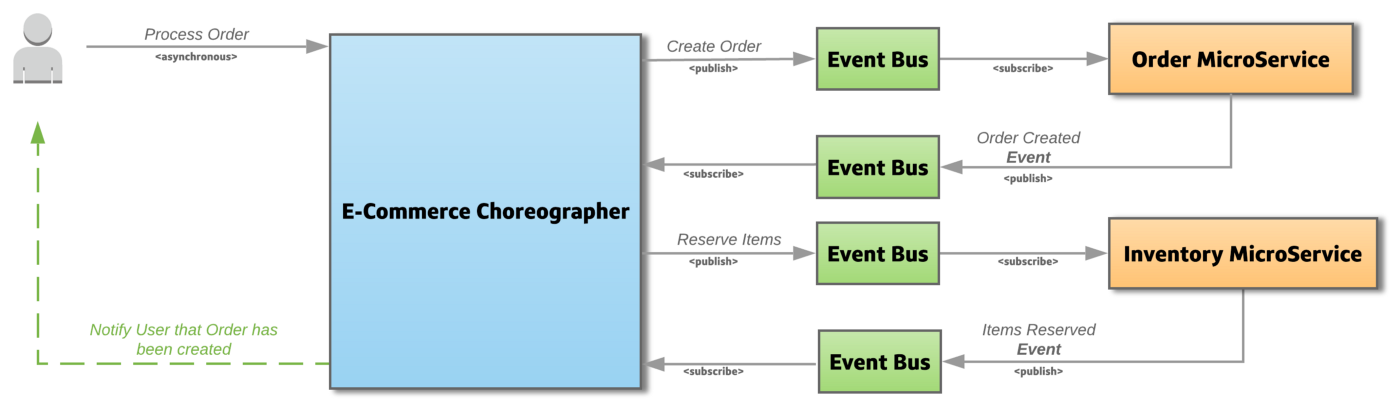 Process Order
<asynchronous>
Create Order
<publish>
Event Bus
<subscribe>
Order MicroService
Order Created
Event
<publish>
Event Bus
<subscribe>
E-Commerce Choreographer
Reserve Items
<publish>
Event Bus
<subscribe>
Inventory MicroService
Items Reserved
Event
<publish>
Event Bus
<subscribe>
Notify User that Order has
been created